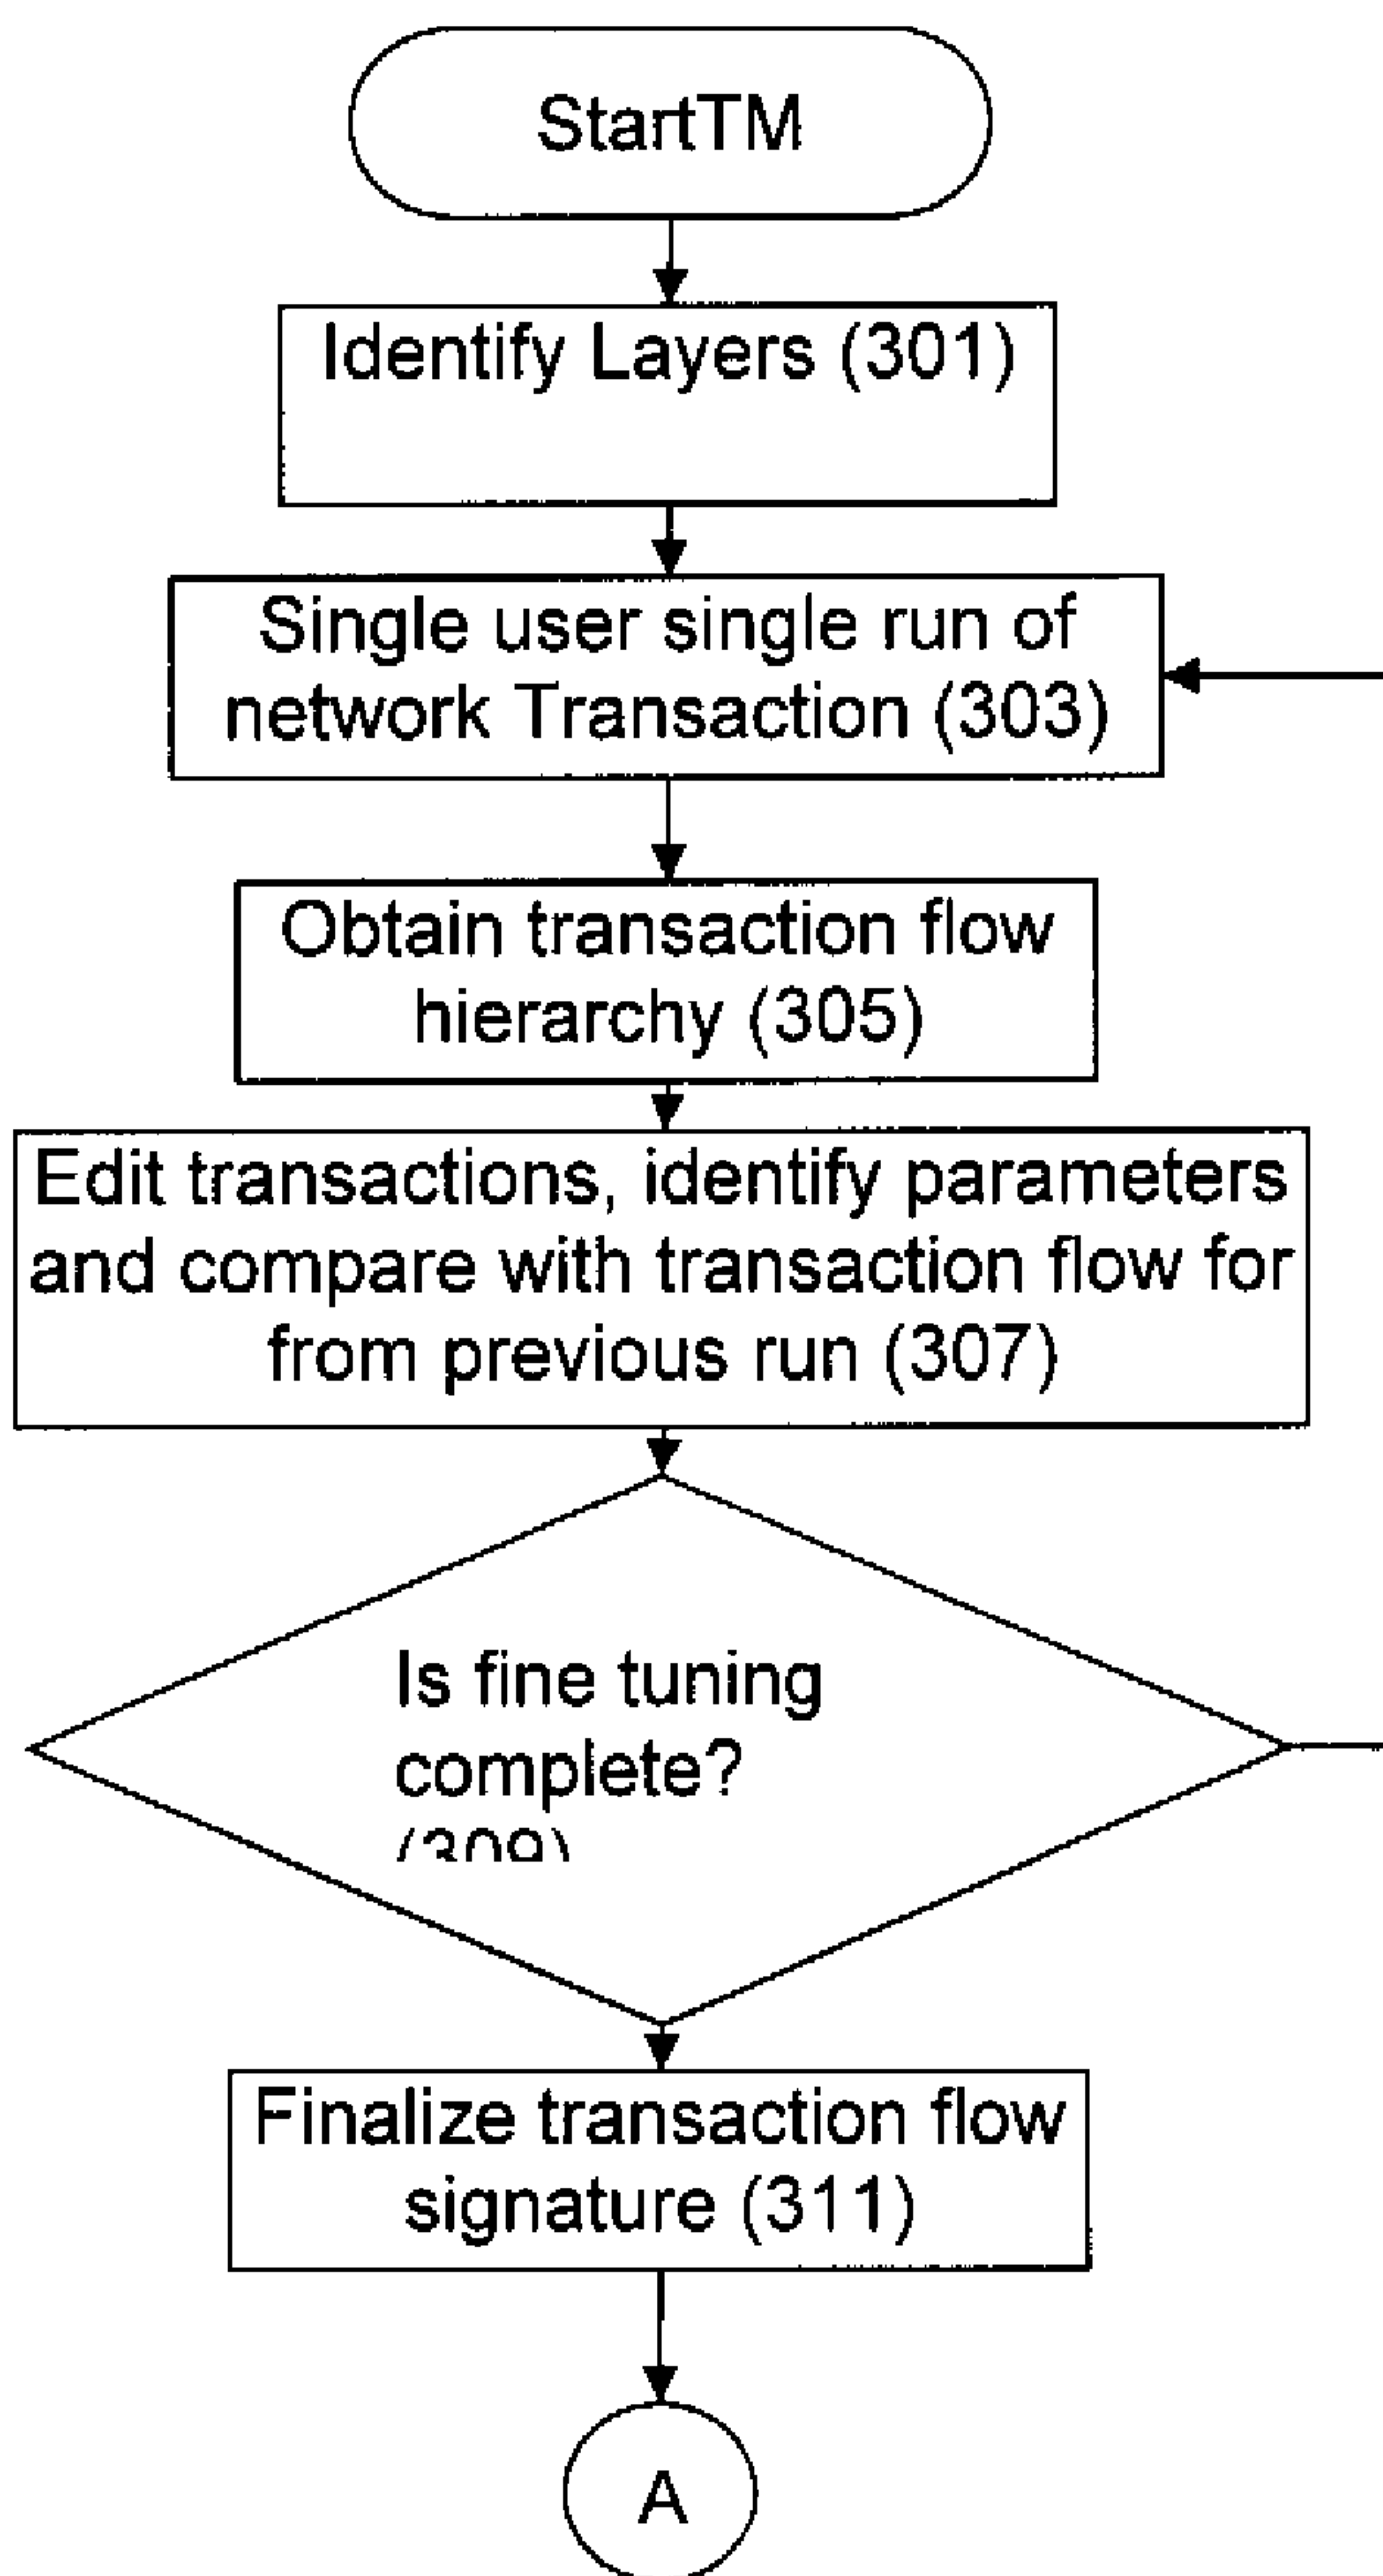 StartTM
Identify Layers (301)
Single user single run of
network Transaction (303)
Obtain transaction flow
hierarchy (305)
Edit transactions, identify parameters
and compare with transaction flow for
from previous run (307)
Is fine tuning
complete?
(309)
Finalize transaction flow
signature (311)
A